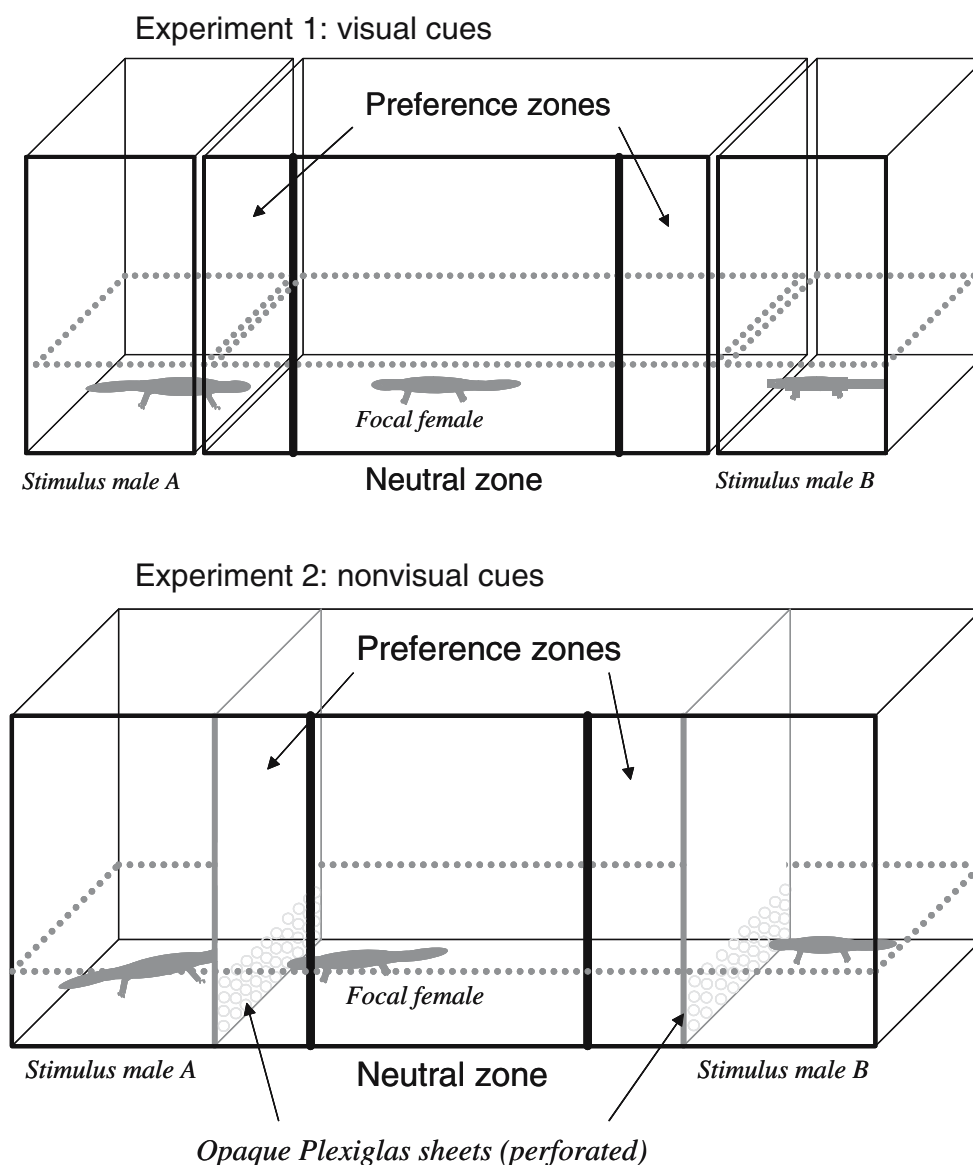 Experiment 1: visual cues
Preference zones
Focal female
Stimulus male A
Neutral zone
Stimulus male B
Experiment 2: nonvisual cues
Preference zones
Focal female
Stimulus male A
Neutral zone
Stimulus male B
Opaque Plexiglas sheets (perforated)